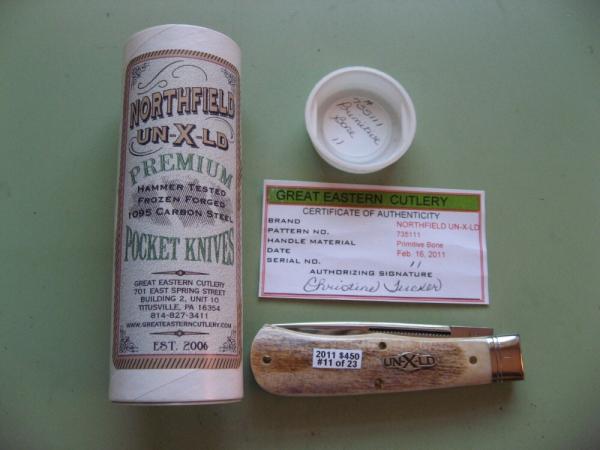 NORTHFIELD
UN-X-LD
PREMIUM
HAMMER TESTED
FROZEN FORGED
1095 CARBON STEEL
POCKET KNIVES
GREAT EASTERN CUTLERY
701 EAST SPRING STREET
BUILDING 2, UNIT 10
TITUSVILLE, PA 16354
814-827-3411
WWW.GREATEASTERNCUTLERY.COM
EST. 2006
735111
Primitive
Bone
11
GREAT EASTERN CUTLERY
CERTIFICATE OF AUTHENTICITY
BRAND NORTHFIELD UN-X-LD
PATTERN NO. 735111
HANDLE MATERIAL Primitive Bone
DATE Feb. 16, 2011
SERIAL NO. 11
AUTHORIZING SIGNATURE
Christine Tucker
2011 $450
#11 of 23
UN-X-LD